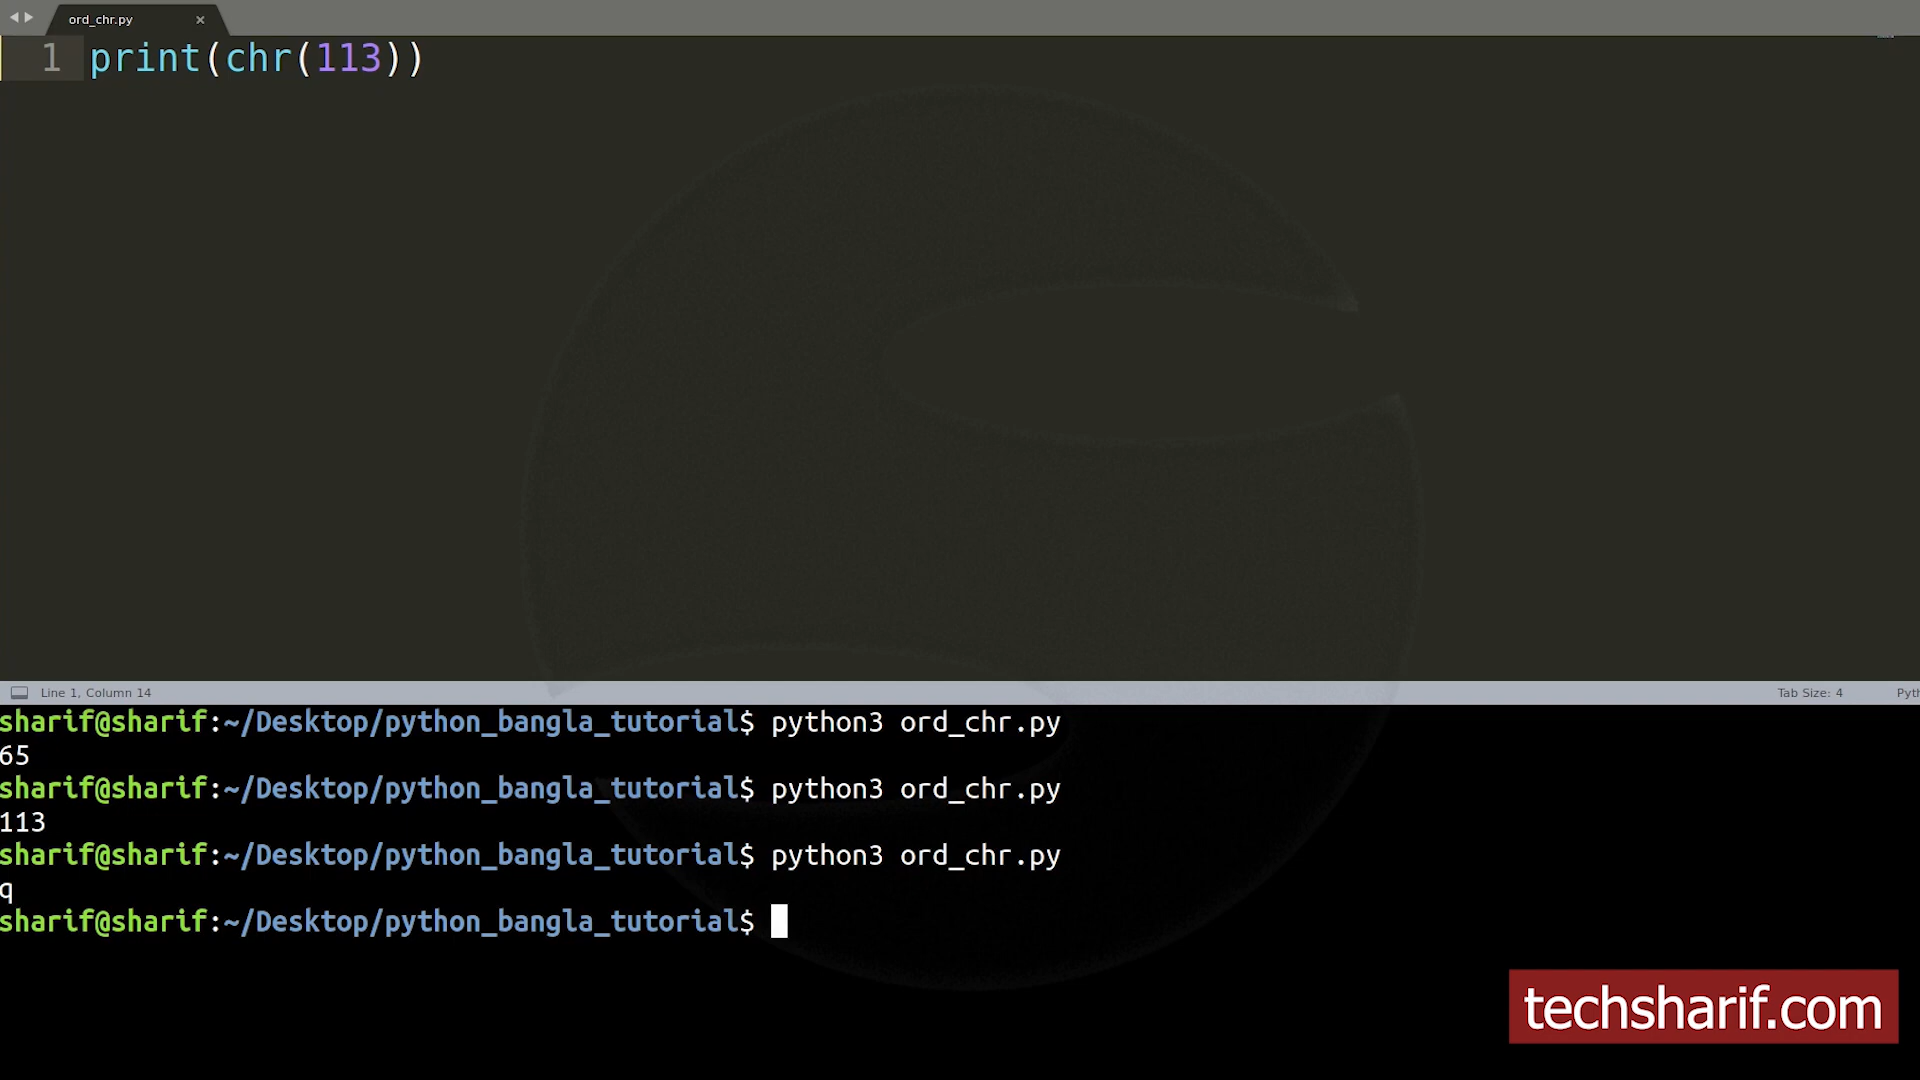 ord_chr.py ×
1 print(chr(113))
Line 1, Column 14 Tab Size: 4 Pyth
sharif@sharif:~/Desktop/python_bangla_tutorial$ python3 ord_chr.py
65
sharif@sharif:~/Desktop/python_bangla_tutorial$ python3 ord_chr.py
113
sharif@sharif:~/Desktop/python_bangla_tutorial$ python3 ord_chr.py
q
sharif@sharif:~/Desktop/python_bangla_tutorial$
techsharif.com